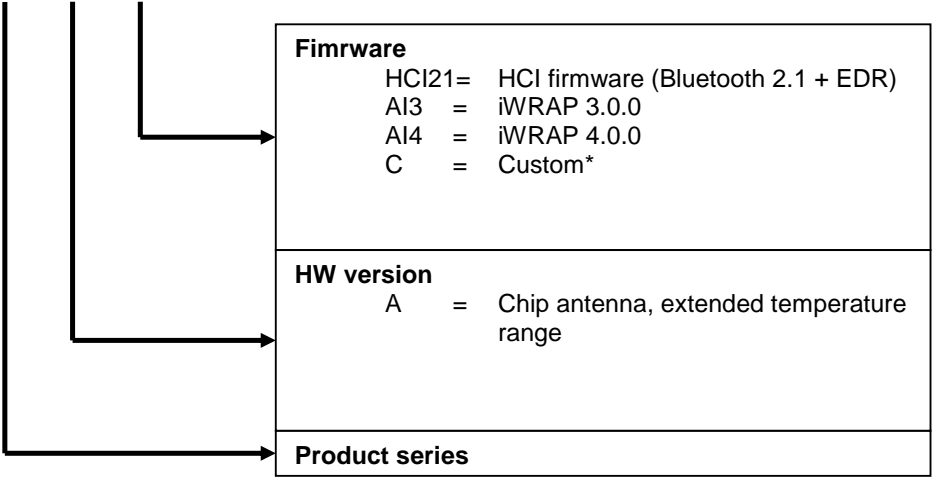 Fimrware
HCI21= HCI firmware (Bluetooth 2.1 + EDR)
AI3 = iWRAP 3.0.0
AI4 = iWRAP 4.0.0
C = Custom*
HW version
A = Chip antenna, extended temperature
range
Product series